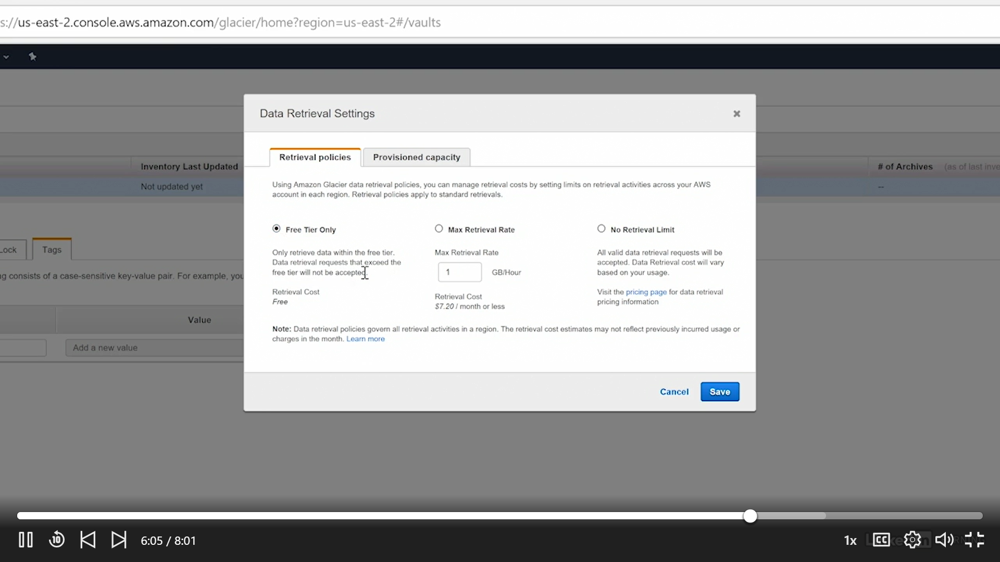 s://us-east-2.console.aws.amazon.com/glacier/home?region=us-east-2#/vaults
Data Retrieval Settings
Retrieval policies
Provisioned capacity
Inventory Last Updated
# of Archives (as of last inve
Not updated yet
--
Using Amazon Glacier data retrieval policies, you can manage retrieval costs by setting limits on retrieval activities across your AWS
account in each region. Retrieval policies apply to standard retrievals.
Free Tier Only
Only retrieve data within the free tier.
Data retrieval requests that exceed the
free tier will not be accepted.
Retrieval Cost
Free
Max Retrieval Rate
Max Retrieval Rate
1 GB/Hour
Retrieval Cost
$7.20 / month or less
No Retrieval Limit
All valid data retrieval requests will be
accepted. Data Retrieval cost will vary
based on your usage.
Visit the pricing page for data retrieval
pricing information
Lock
Tags
g consists of a case-sensitive key-value pair. For example, you
Value
Add a new value
Note: Data retrieval policies govern all retrieval activities in a region. The retrieval cost estimates may not reflect previously incurred usage or
charges in the month. Learn more
Cancel
Save
10
6:05 / 8:01
1x
CC